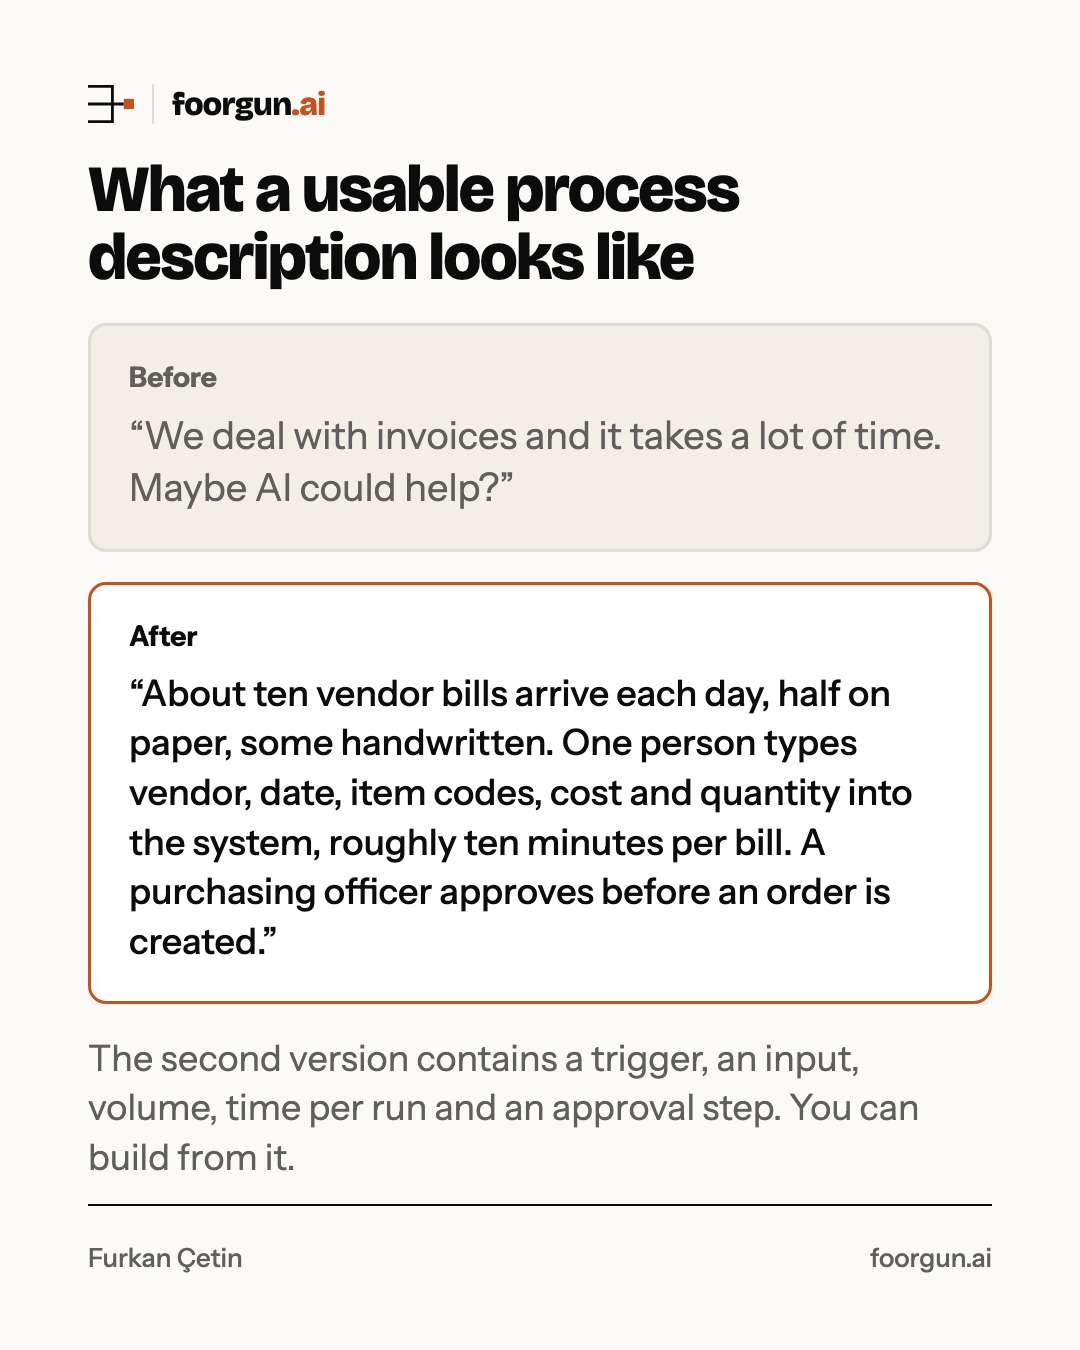 foorgun.ai
What a usable process
description looks like
Before
“We deal with invoices and it takes a lot of time.
Maybe AI could help?”
After
“About ten vendor bills arrive each day, half on
paper, some handwritten. One person types
vendor, date, item codes, cost and quantity into
the system, roughly ten minutes per bill. A
purchasing officer approves before an order is
created.”
The second version contains a trigger, an input,
volume, time per run and an approval step. You can
build from it.
Furkan Çetin
foorgun.ai